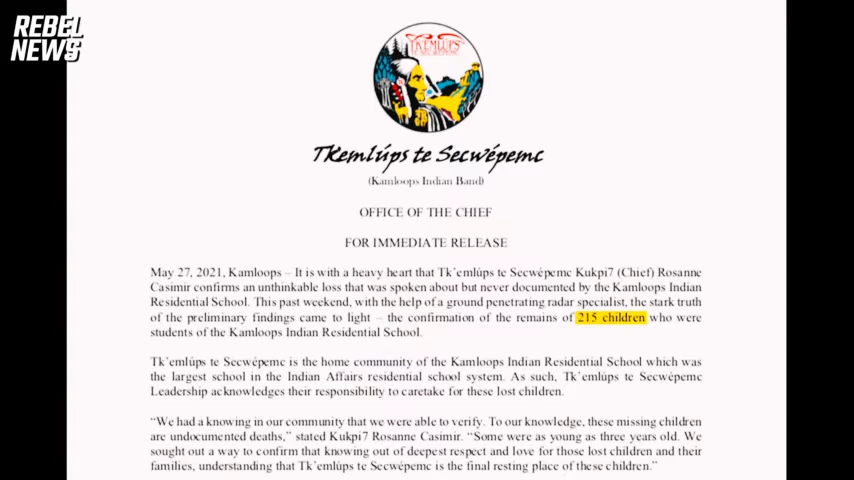 REBEL
NEWS
TKEMLUPS
TE SECWEPEMC
Tkemlúps te Secwépemc
(Kamloops Indian Band)
OFFICE OF THE CHIEF
FOR IMMEDIATE RELEASE
May 27, 2021, Kamloops – It is with a heavy heart that Tk'emlúps te Secwépemc Kukpi7 (Chief) Rosanne
Casimir confirms an unthinkable loss that was spoken about but never documented by the Kamloops Indian
Residential School. This past weekend, with the help of a ground penetrating radar specialist, the stark truth
of the preliminary findings came to light – the confirmation of the remains of 215 children who were
students of the Kamloops Indian Residential School.
Tk'emlúps te Secwépemc is the home community of the Kamloops Indian Residential School which was
the largest school in the Indian Affairs residential school system. As such, Tk'emlúps te Secwépemc
Leadership acknowledges their responsibility to caretake for these lost children.
“We had a knowing in our community that we were able to verify. To our knowledge, these missing children
are undocumented deaths,” stated Kukpi7 Rosanne Casimir. “Some were as young as three years old. We
sought out a way to confirm that knowing out of deepest respect and love for those lost children and their
families, understanding that Tk'emlúps te Secwépemc is the final resting place of these children.”